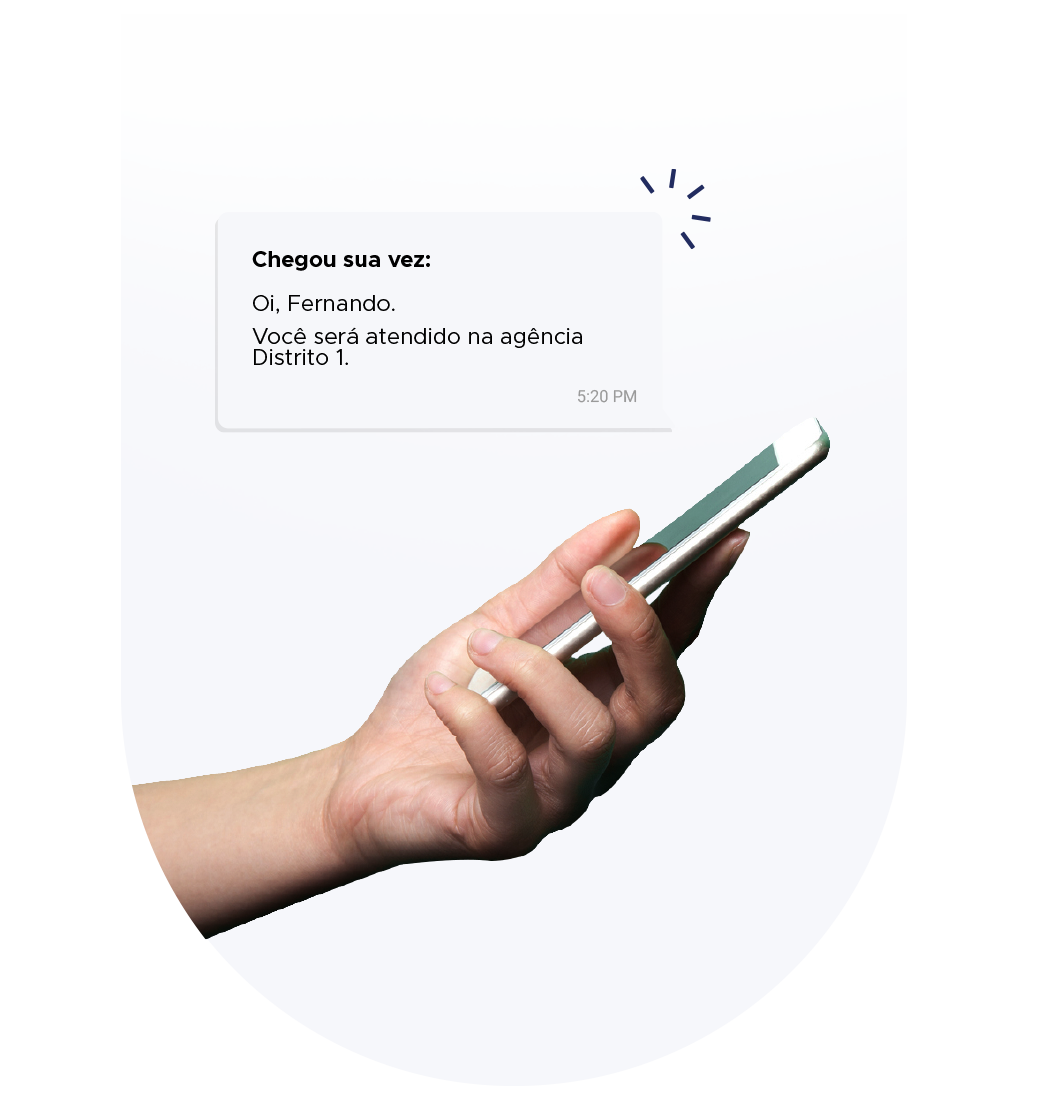 Chegou sua vez:
Oi, Fernando.
Você será atendido na agência
Distrito 1.
5:20 PM